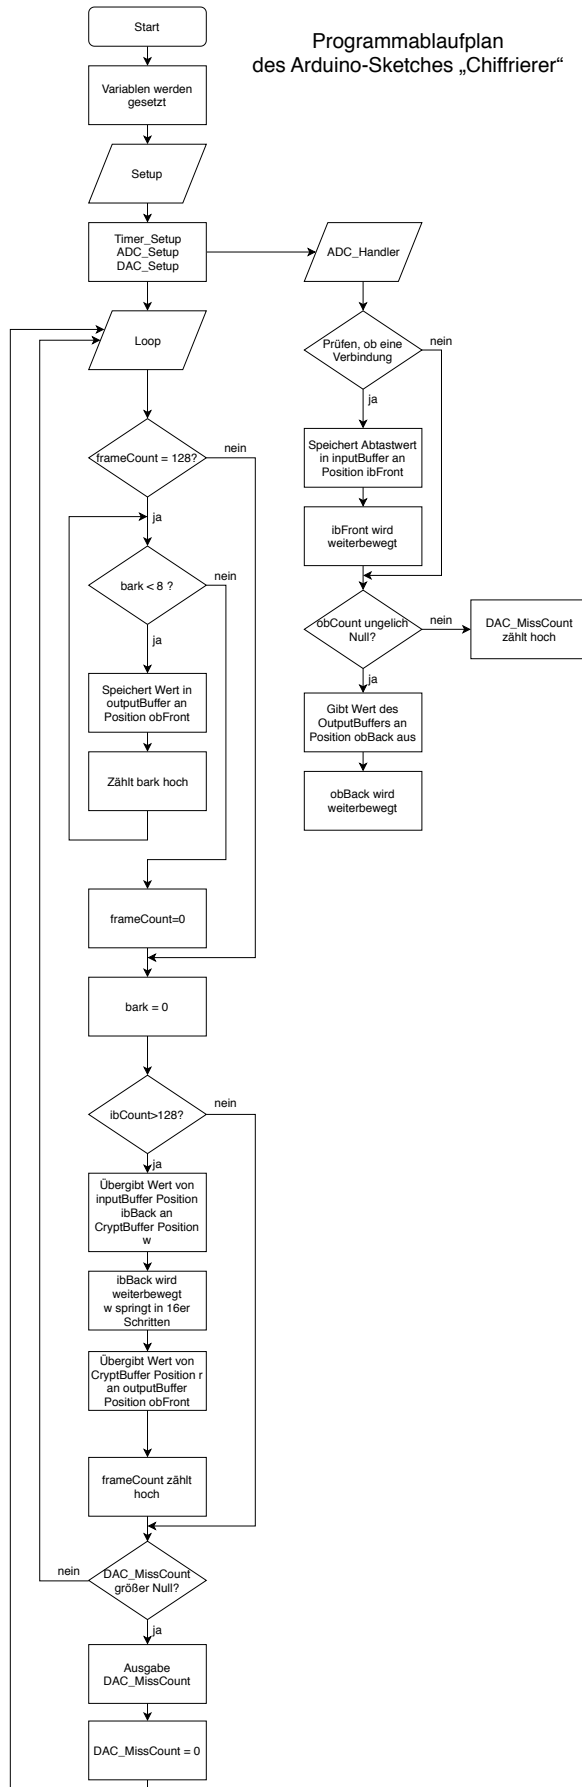 Programmablaufplan
des Arduino-Sketches „Chiffrierer“
Start
Variablen werden
gesetzt
Setup
Timer_Setup
ADC_Setup
DAC_Setup
ADC_Handler
Loop
Prüfen, ob eine
Verbindung
nein
ja
Speichert Abtastwert
in inputBuffer an
Position ibFront
ibFront wird
weiterbewegt
obCount ungelich
Null?
nein
DAC_MissCount
zählt hoch
ja
Gibt Wert des
OutputBuffers an
Position obBack aus
obBack wird
weiterbewegt
frameCount = 128?
nein
ja
bark < 8 ?
nein
ja
Speichert Wert in
outputBuffer an
Position obFront
Zählt bark hoch
frameCount=0
bark = 0
ibCount>128?
nein
ja
Übergibt Wert von
inputBuffer Position
ibBack an
CryptBuffer Position
w
ibBack wird
weiterbewegt
w springt in 16er
Schritten
Übergibt Wert von
CryptBuffer Position r
an outputBuffer
Position obFront
frameCount zählt
hoch
nein
DAC_MissCount
größer Null?
ja
Ausgabe
DAC_MissCount
DAC_MissCount = 0